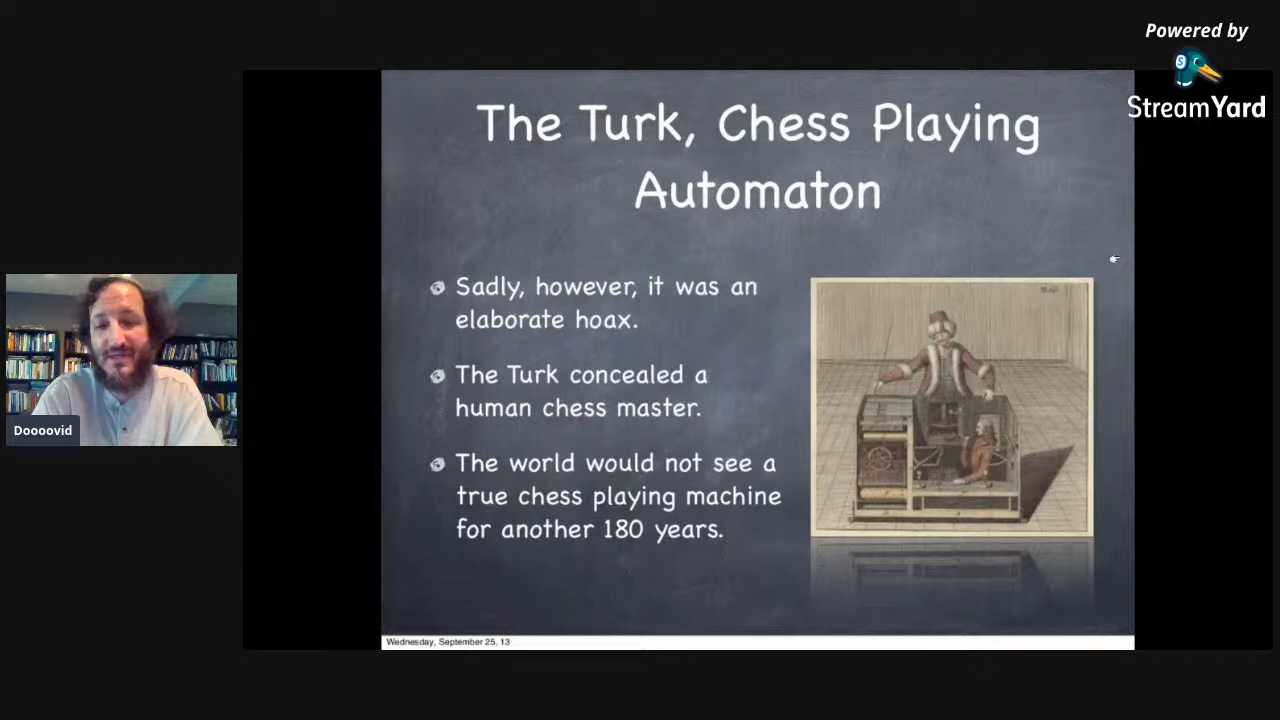 Powered by
StreamYard
The Turk, Chess Playing
Automaton
Sadly, however, it was an
elaborate hoax.
The Turk concealed a
human chess master.
The world would not see a
true chess playing machine
for another 180 years.
Doooovid
Wednesday, September 25, 13